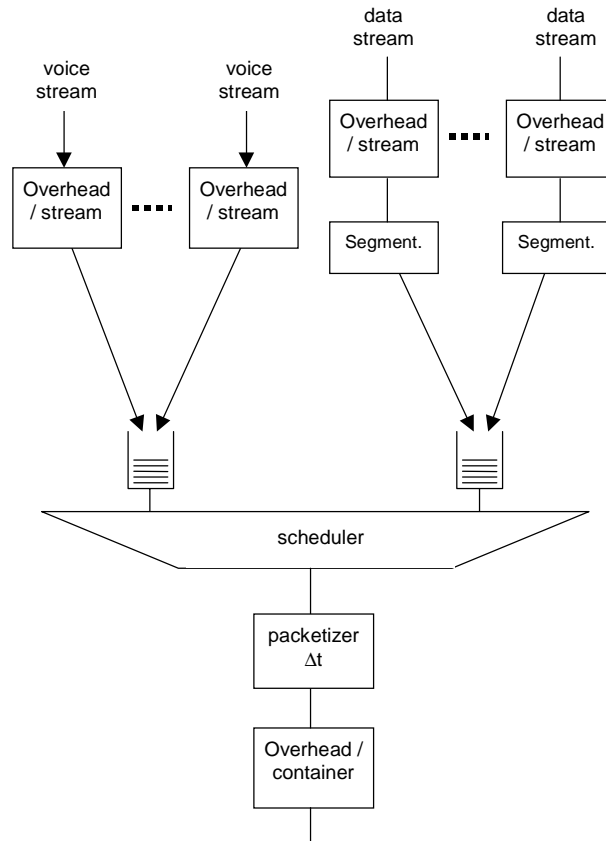 data
stream
data
stream
voice
stream
voice
stream
Overhead
/ stream
Overhead
/ stream
Overhead
/ stream
Overhead
/ stream
Segment.
Segment.
scheduler
packetizer
Δt
Overhead /
container